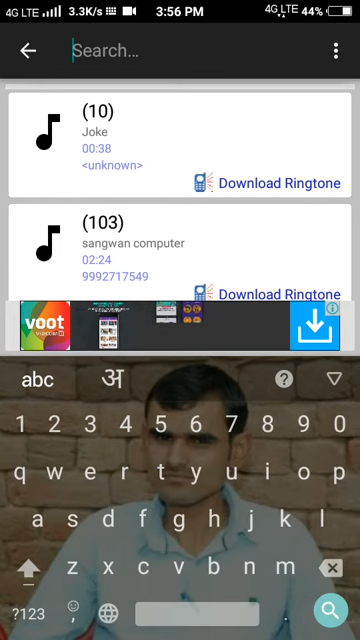 4G LTE 3.3K/s 3:56 PM 4G LTE 44%
Search...
(10)
Joke
00:38
<unknown>
Download Ringtone
(103)
sangwan computer
02:24
9992717549
Download Ringtone
voot
VIACOM 18
abc अ ?
1 2 3 4 5 6 7 8 9 0
q w e r t y u i o p
a s d f g h j k l
z x c v b n m
?123 , .